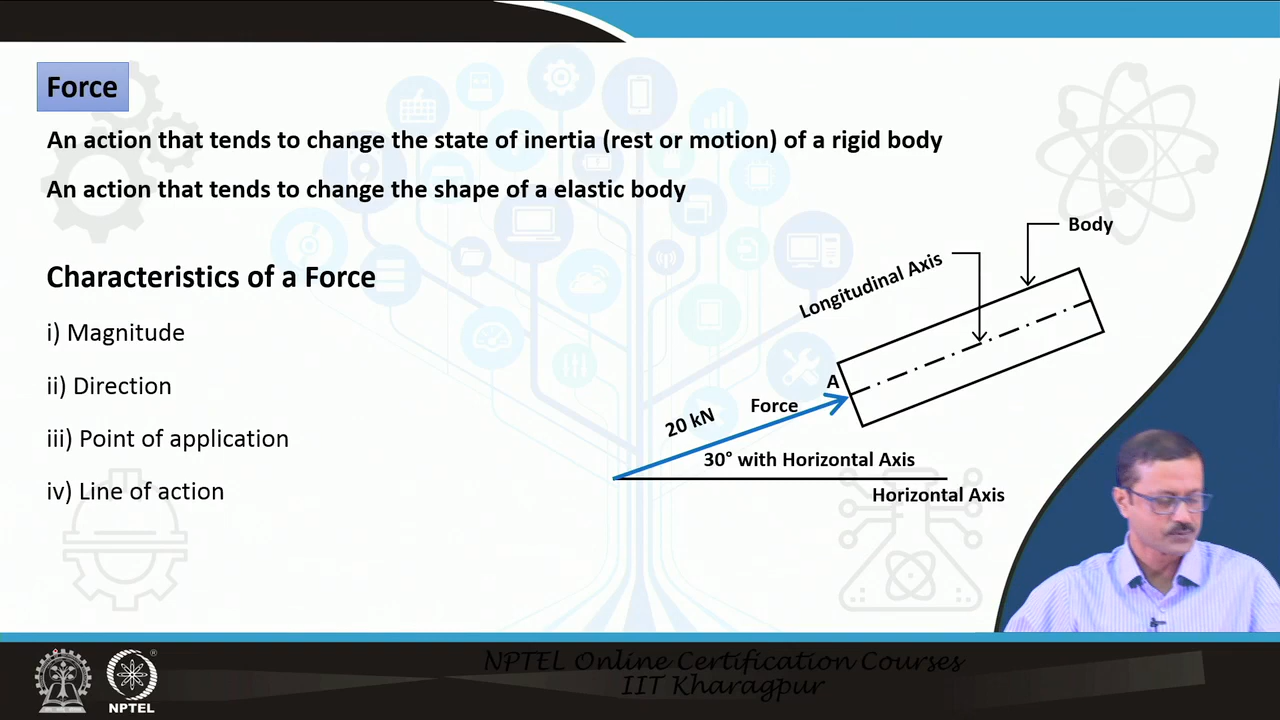 Force
An action that tends to change the state of inertia (rest or motion) of a rigid body
An action that tends to change the shape of a elastic body
Characteristics of a Force
i) Magnitude
ii) Direction
iii) Point of application
iv) Line of action
Body
Longitudinal Axis
A
Force
20 kN
30° with Horizontal Axis
Horizontal Axis
NPTEL Online Certification Courses
IIT Kharagpur
NPTEL
®